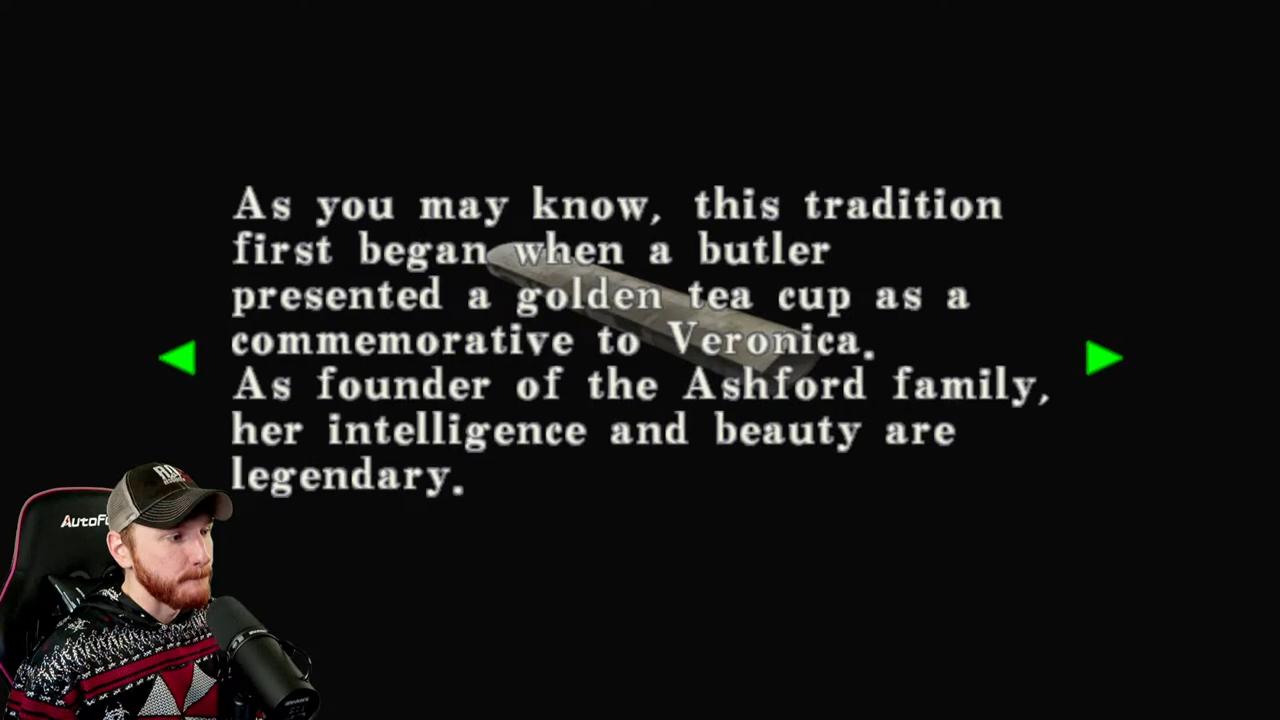 As you may know, this tradition
first began when a butler
presented a golden tea cup as a
commemorative to Veronica.
As founder of the Ashford family,
her intelligence and beauty are
legendary.